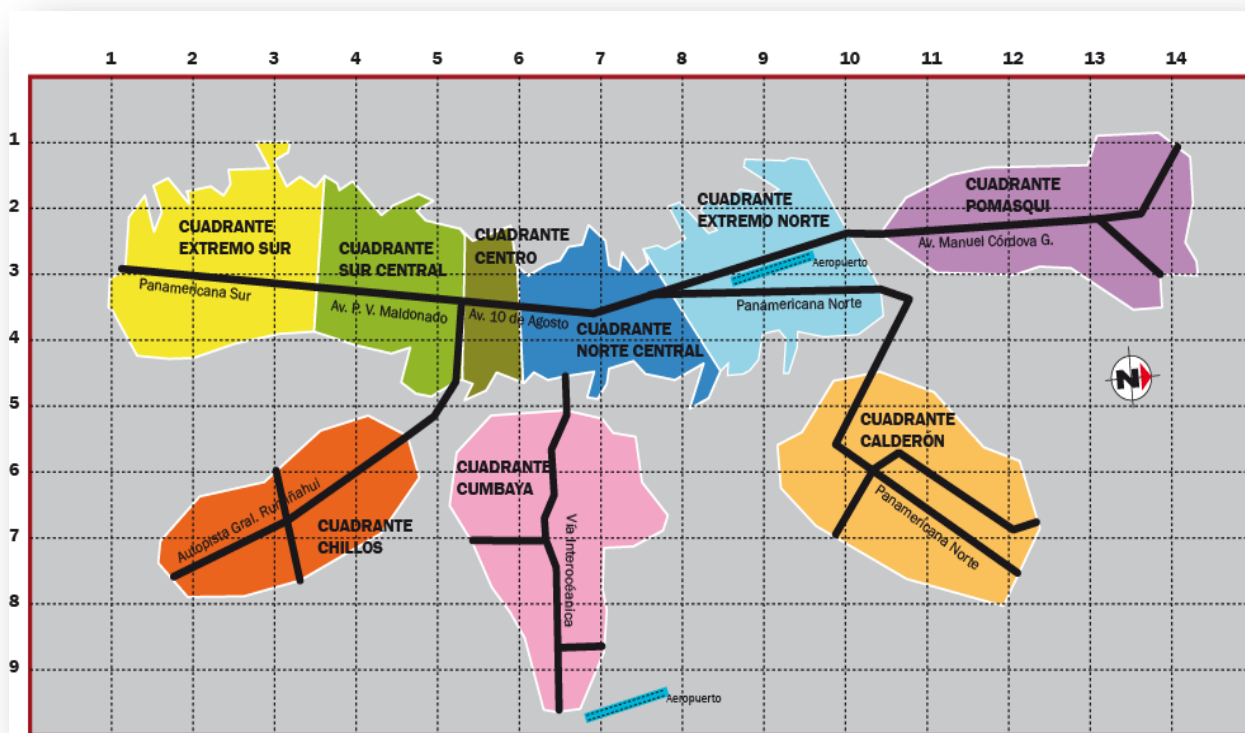 1 2 3 4 5 6 7 8 9 10 11 12 13 14
1
2
3
4
5
6
7
8
9
CUADRANTE
EXTREMO SUR
CUADRANTE
SUR CENTRAL
CUADRANTE
CENTRO
CUADRANTE
EXTREMO NORTE
CUADRANTE
POMASQUI
Panamericana Sur
Av. P. V. Maldonado
Av. 10 de Agosto
CUADRANTE
NORTE CENTRAL
Aeropuerto
Panamericana Norte
Av. Manuel Córdova G.
N
CUADRANTE
CALDERÓN
Panamericana Norte
CUADRANTE
CUMBAYA
Vía Interoceánica
Autopista Gral. Rumiñahui
CUADRANTE
CHILLOS
Aeropuerto